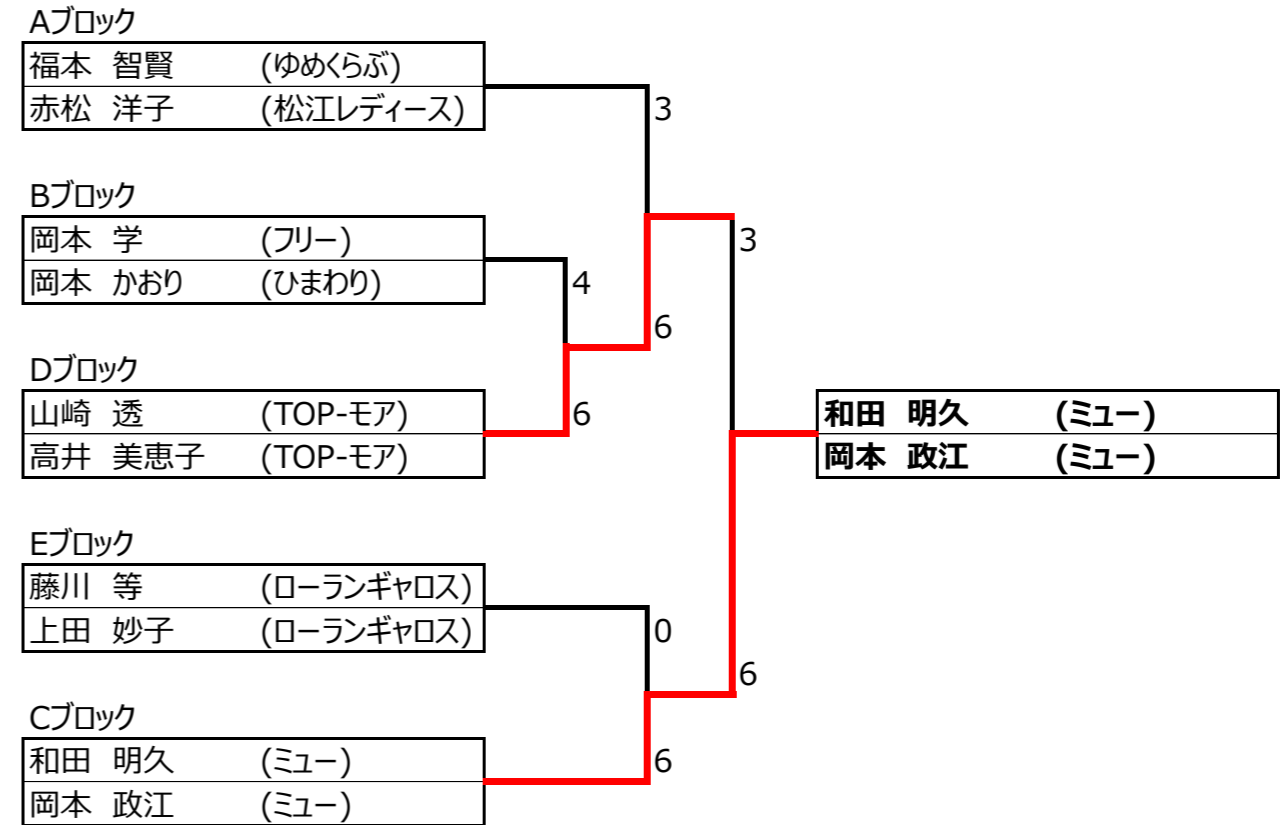 Aブロック
福本 智賢 (ゆめくらぶ)
赤松 洋子 (松江レディース)
3
Bブロック
岡本 学 (フリー)
3
岡本 かおり (ひまわり)
4
6
Dブロック
山崎 透 (TOP-モア)
6
和田 明久 (ミュー)
高井 美恵子 (TOP-モア)
岡本 政江 (ミュー)
Eブロック
藤川 等 (ローランギャロス)
上田 妙子 (ローランギャロス)
0
6
Cブロック
和田 明久 (ミュー)
6
岡本 政江 (ミュー)